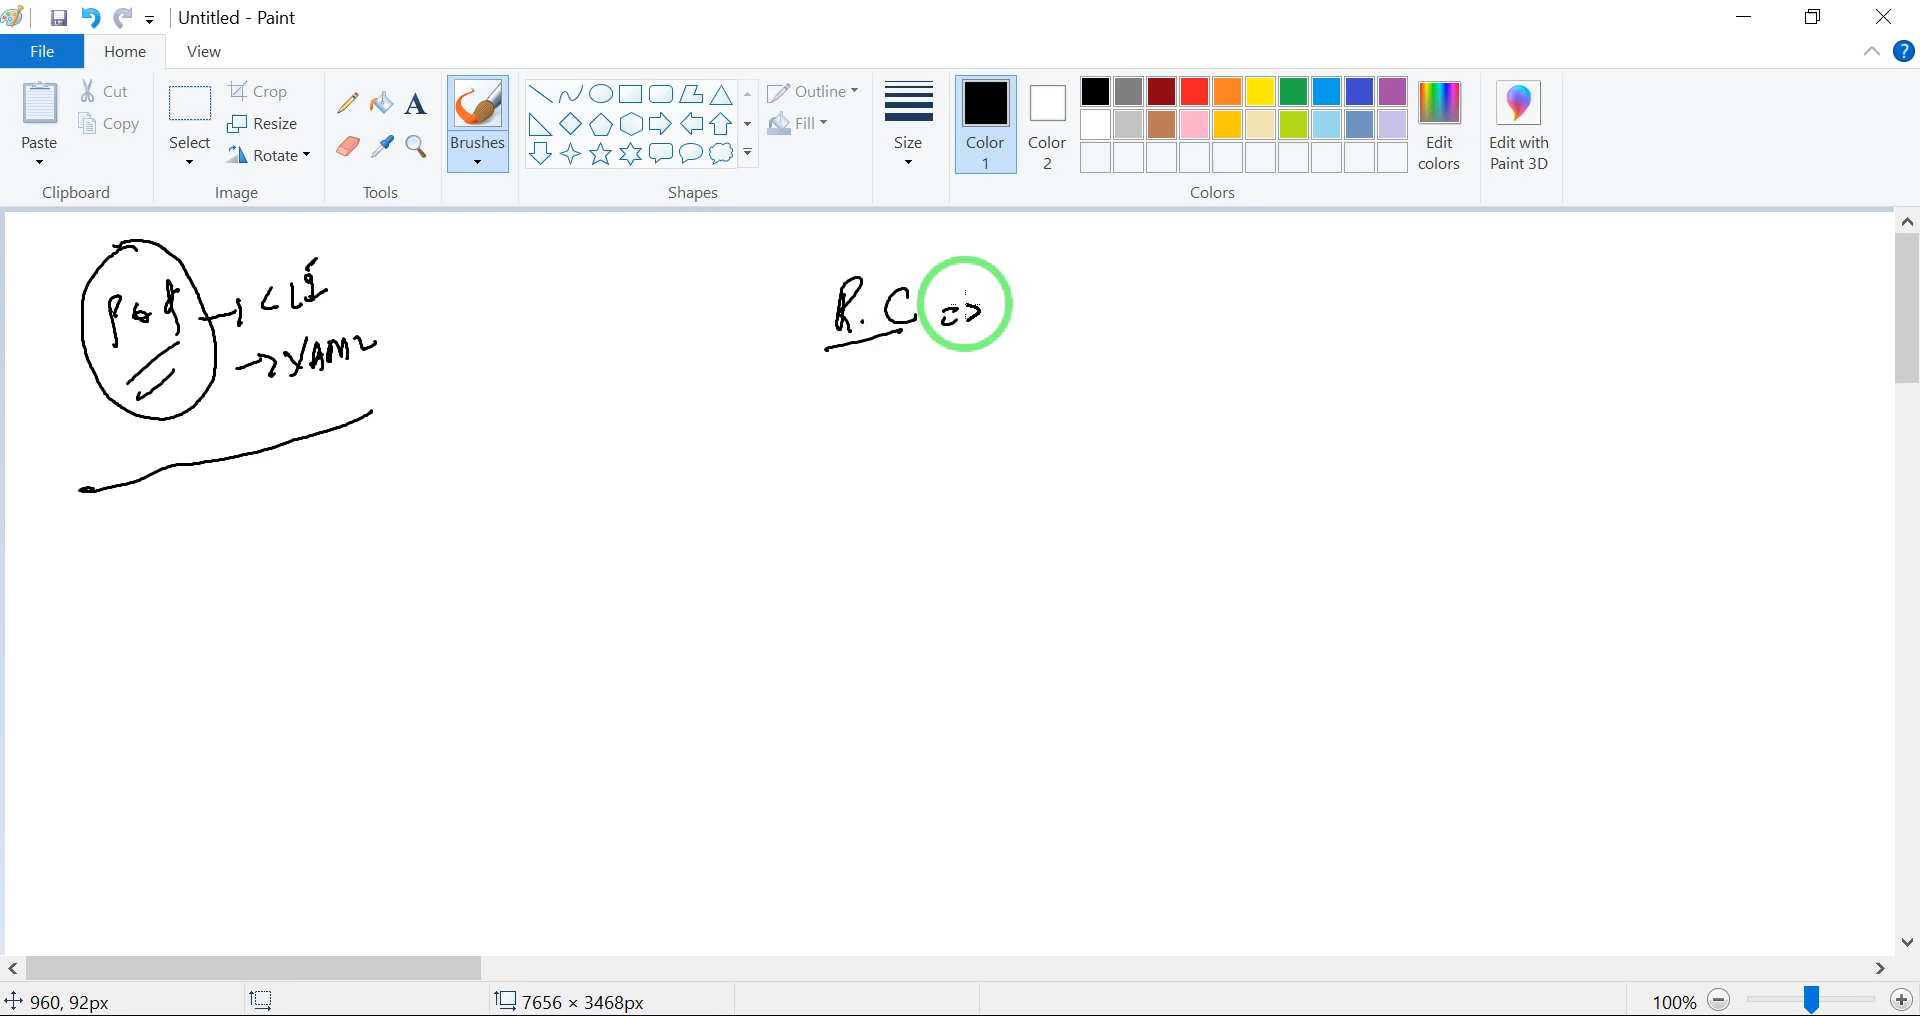 Untitled - Paint
File Home View
Paste
Cut
Copy
Clipboard
Select
Crop
Resize
Rotate
Image
Tools
Brushes
Shapes
Outline
Fill
Size
Color
1
Color
2
Colors
Edit
colors
Edit with
Paint 3D
Pod
CLI
YAML
R.C =>
960, 92px
7656 × 3468px
100%